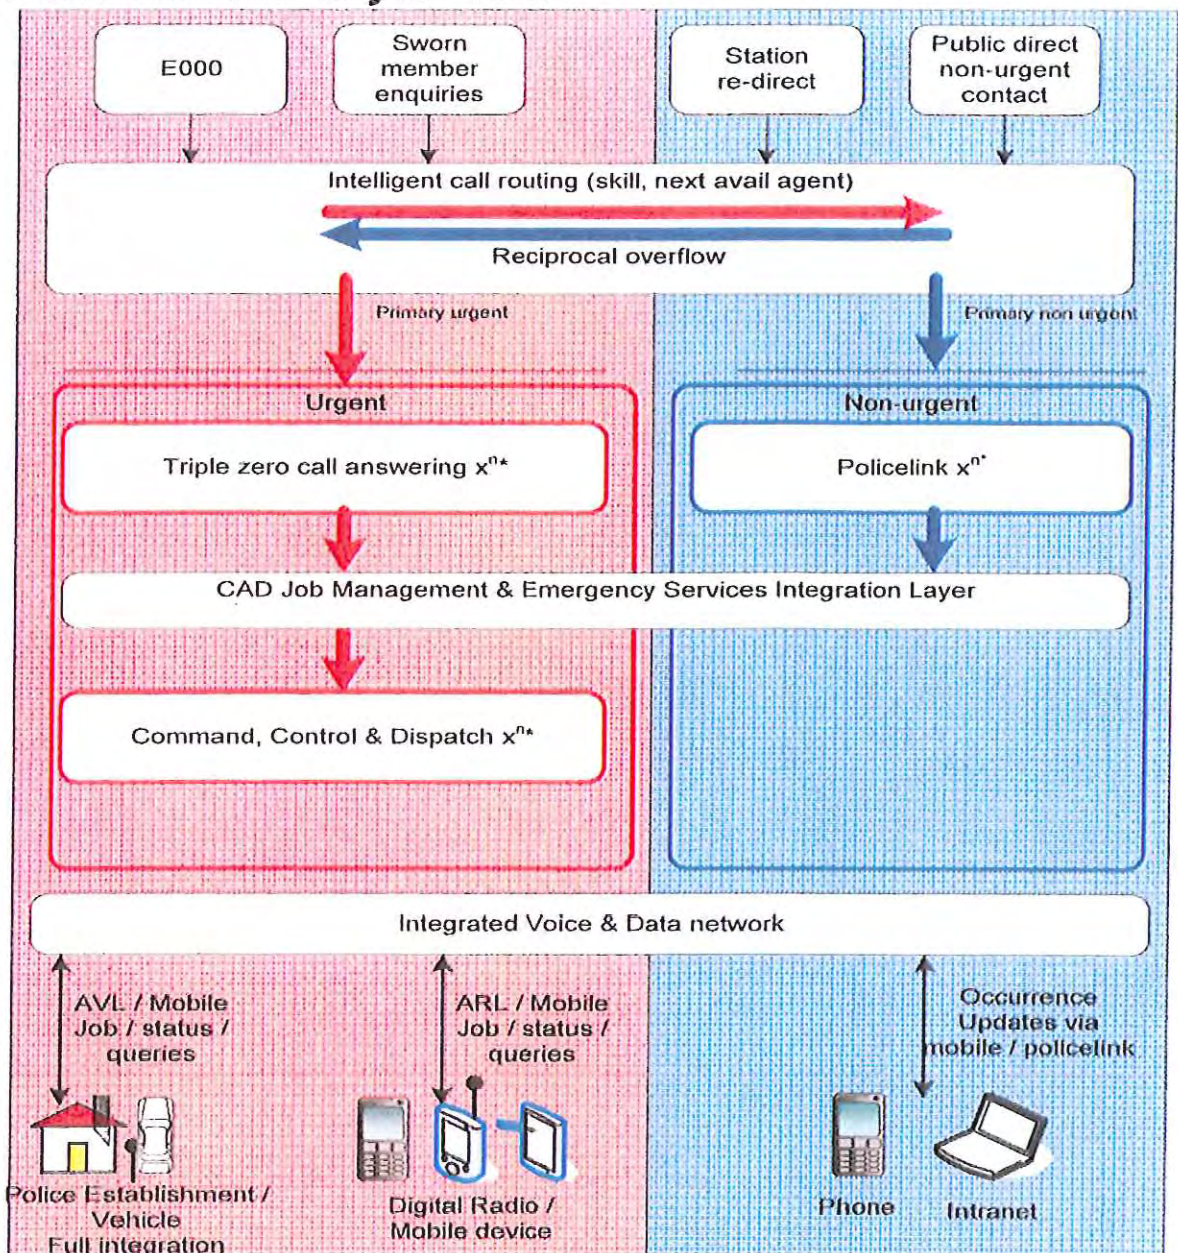 E000
Sworn
member
enquiries
Station
re-direct
Public direct
non-urgent
contact
Intelligent call routing (skill, next avail agent)
Reciprocal overflow
Primary urgent
Primary non urgent
Urgent
Non-urgent
Triple zero call answering xⁿ*
Policelink xⁿ*
CAD Job Management & Emergency Services Integration Layer
Command, Control & Dispatch xⁿ*
Integrated Voice & Data network
AVL / Mobile
Job / status /
queries
ARL / Mobile
Job / status /
queries
Occurrence
Updates via
mobile / policelink
Police Establishment /
Vehicle
Full integration
Digital Radio /
Mobile device
Phone
Intranet